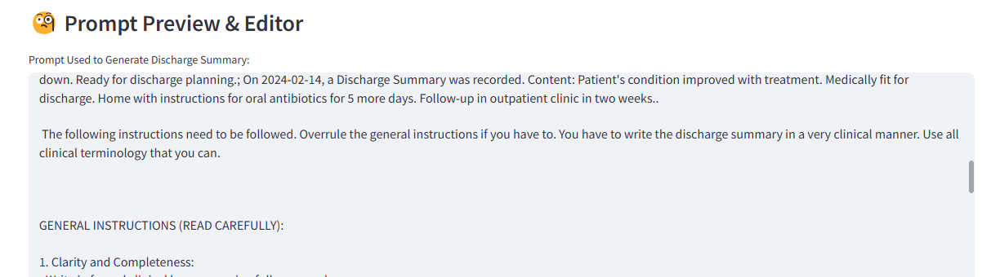 Prompt Preview & Editor
Prompt Used to Generate Discharge Summary:
down. Ready for discharge planning.; On 2024-02-14, a Discharge Summary was recorded. Content: Patient's condition improved with treatment. Medically fit for
discharge. Home with instructions for oral antibiotics for 5 more days. Follow-up in outpatient clinic in two weeks..
The following instructions need to be followed. Overrule the general instructions if you have to. You have to write the discharge summary in a very clinical manner. Use all
clinical terminology that you can.
GENERAL INSTRUCTIONS (READ CAREFULLY):
1. Clarity and Completeness: